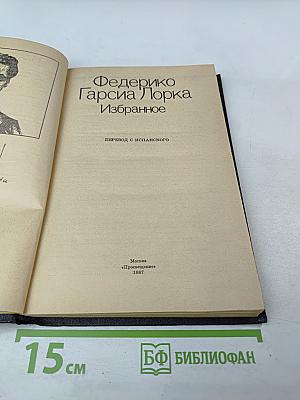 Федерико
Гарсиа Лорка
Избранное
ПЕРЕВОД С ИСПАНСКОГО
Москва
«Просвещение»
1987
15 см
БФ БИБЛИОФАН